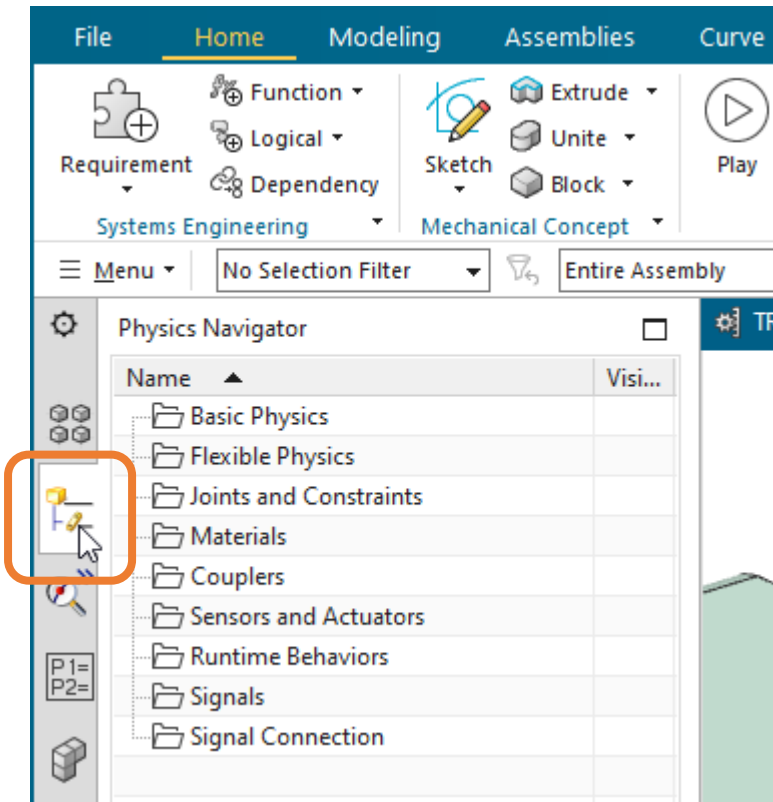 File Home Modeling Assemblies Curve
Requirement
Function
Logical
Dependency
Systems Engineering
Sketch
Extrude
Unite
Block
Mechanical Concept
Play
Menu No Selection Filter Entire Assembly
Physics Navigator
Name Visi...
Basic Physics
Flexible Physics
Joints and Constraints
Materials
Couplers
Sensors and Actuators
Runtime Behaviors
Signals
Signal Connection
P1=
P2=